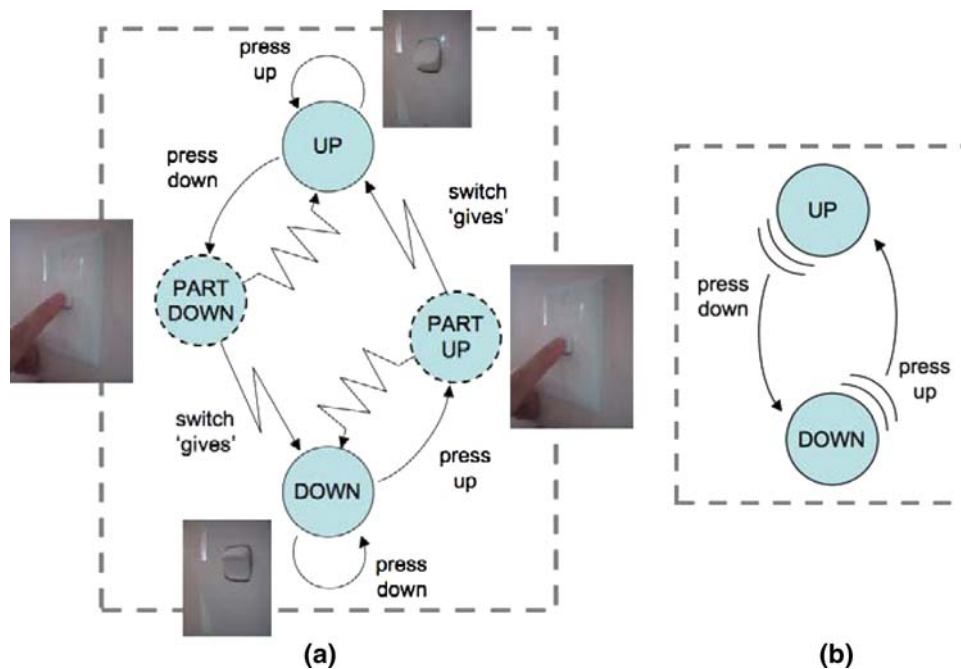 press
up
UP
press
down
switch
'gives'
PART
DOWN
PART
UP
switch
'gives'
DOWN
press
up
press
down
(a)
UP
press
down
press
up
DOWN
(b)